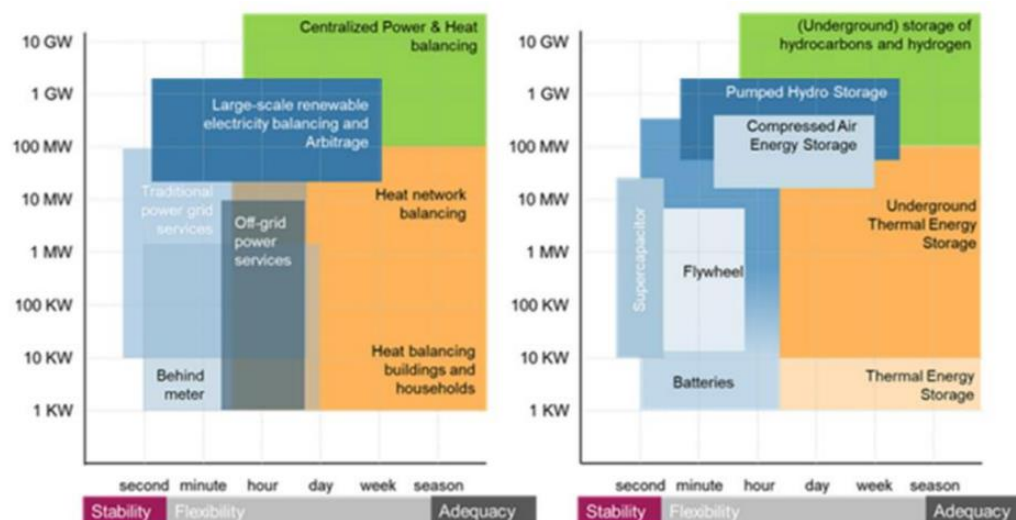 10 GW
1 GW
100 MW
10 MW
1 MW
100 KW
10 KW
1 KW
Centralized Power & Heat
balancing
Large-scale renewable
electricity balancing and
Arbitrage
Traditional
power grid
services
Off-grid
power
services
Heat network
balancing
Heat balancing
buildings and
households
Behind
meter
second minute hour day week season
Stability Flexibility Adequacy
10 GW
1 GW
100 MW
10 MW
1 MW
100 KW
10 KW
1 KW
(Underground) storage of
hydrocarbons and hydrogen
Pumped Hydro Storage
Compressed Air
Energy Storage
Underground
Thermal Energy
Storage
Supercapacitor
Flywheel
Batteries
Thermal Energy
Storage
second minute hour day week season
Stability Flexibility Adequacy